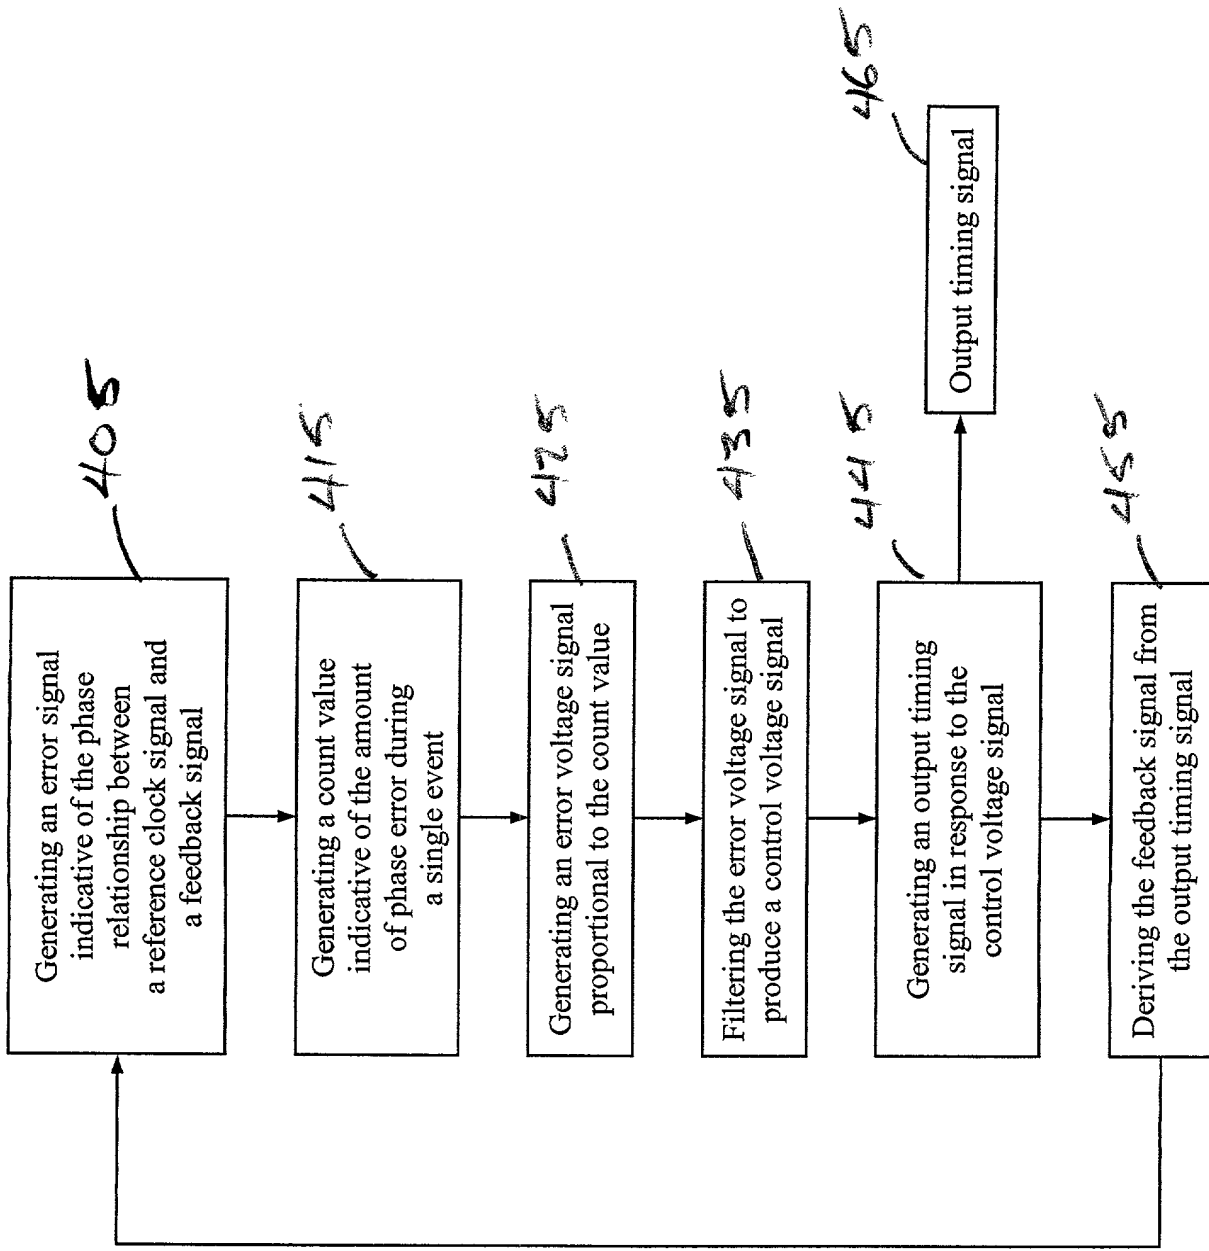 Generating an error signal
indicative of the phase
relationship between
a reference clock signal and
a feedback signal
405
Generating a count value
indicative of the amount
of phase error during
a single event
415
Generating an error voltage signal
proportional to the count value
425
Filtering the error voltage signal to
produce a control voltage signal
435
Generating an output timing
signal in response to the
control voltage signal
445
Output timing signal
465
Deriving the feedback signal from
the output timing signal
455